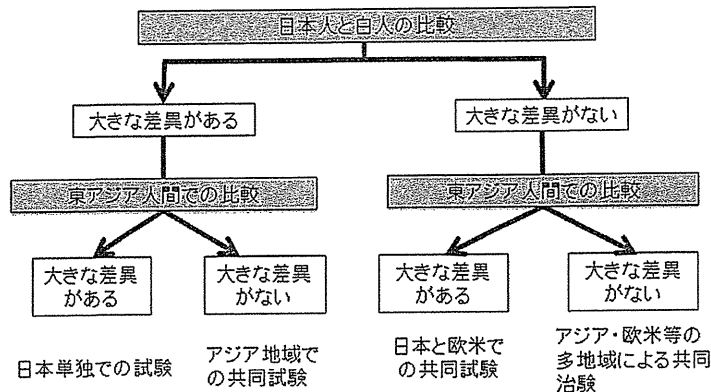 日本人と白人の比較
大きな差異がある
大きな差異がない
東アジア人間での比較
東アジア人間での比較
大きな差異
がある
大きな差異
がない
大きな差異
がある
大きな差異
がない
日本単独での試験
アジア地域で
の共同試験
日本と欧米で
の共同試験
アジア・欧米等の
多地域による共同
治験